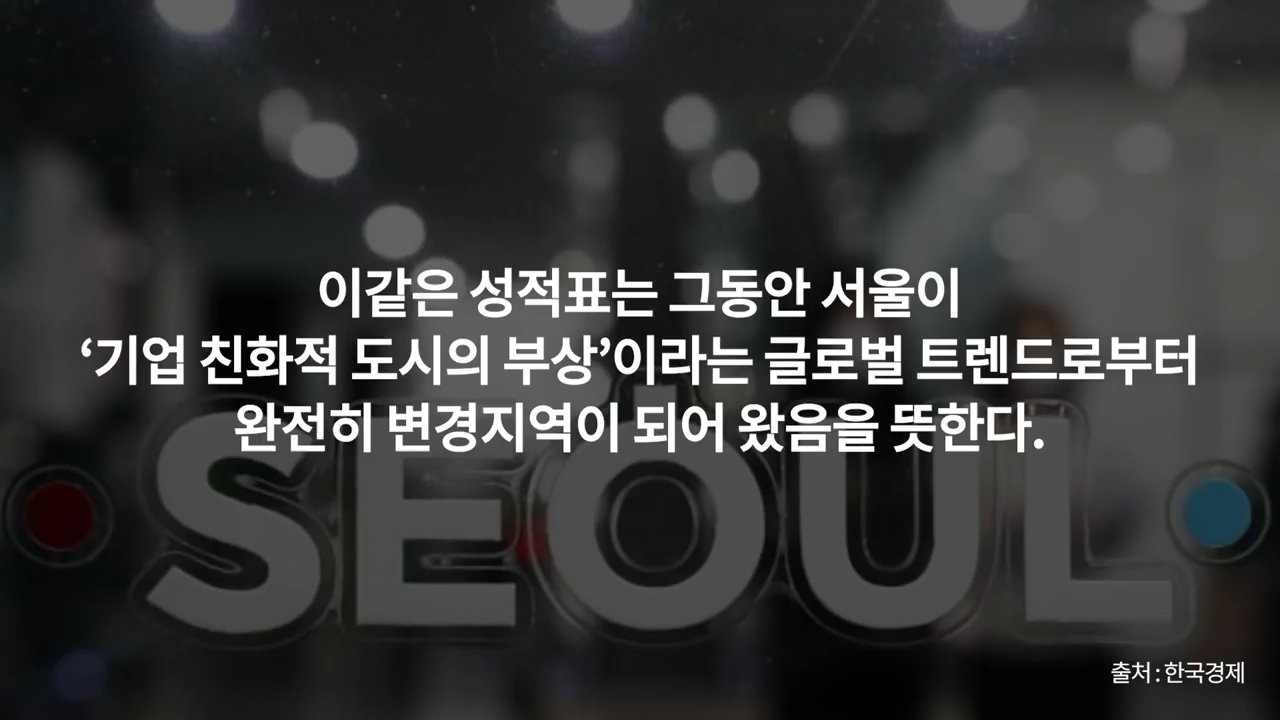 이같은 성적표는 그동안 서울이
‘기업 친화적 도시의 부상’이라는 글로벌 트렌드로부터
완전히 변경지역이 되어 왔음을 뜻한다.
SEOUL
출처 : 한국경제